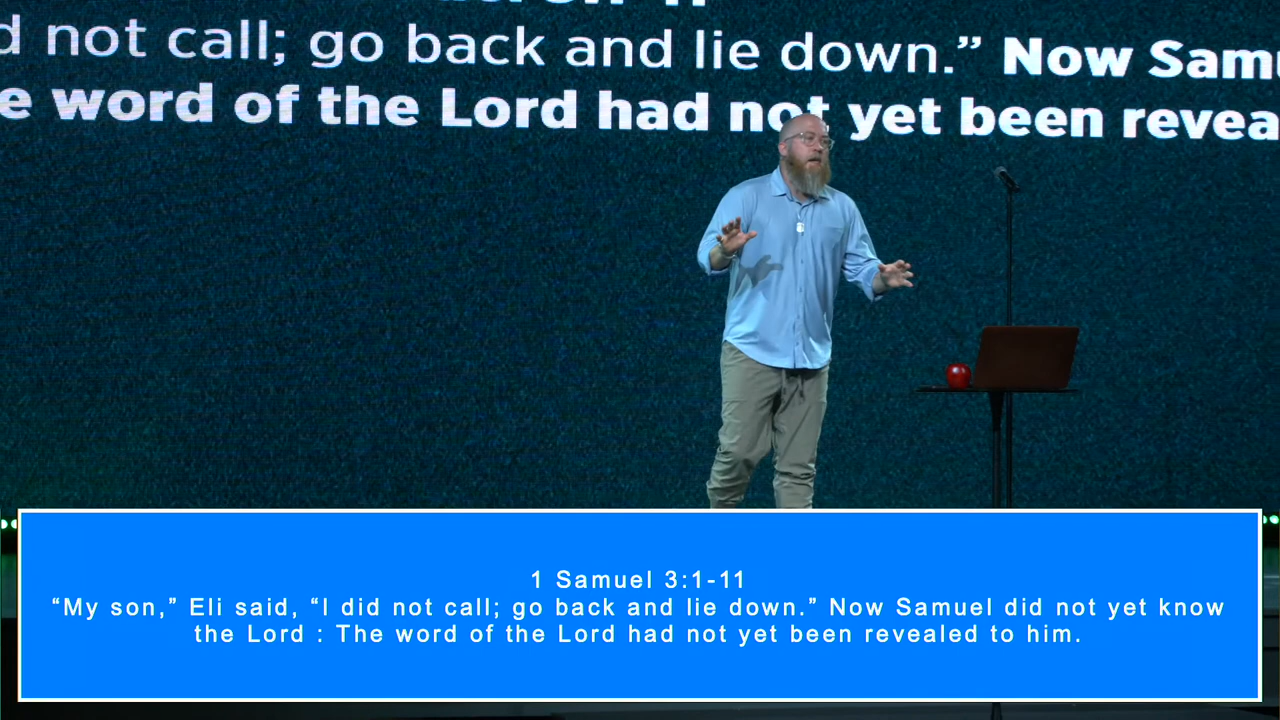 d not call; go back and lie down.” Now Sam
e word of the Lord had not yet been revea
1 Samuel 3:1-11
“My son,” Eli said, “I did not call; go back and lie down.” Now Samuel did not yet know
the Lord : The word of the Lord had not yet been revealed to him.